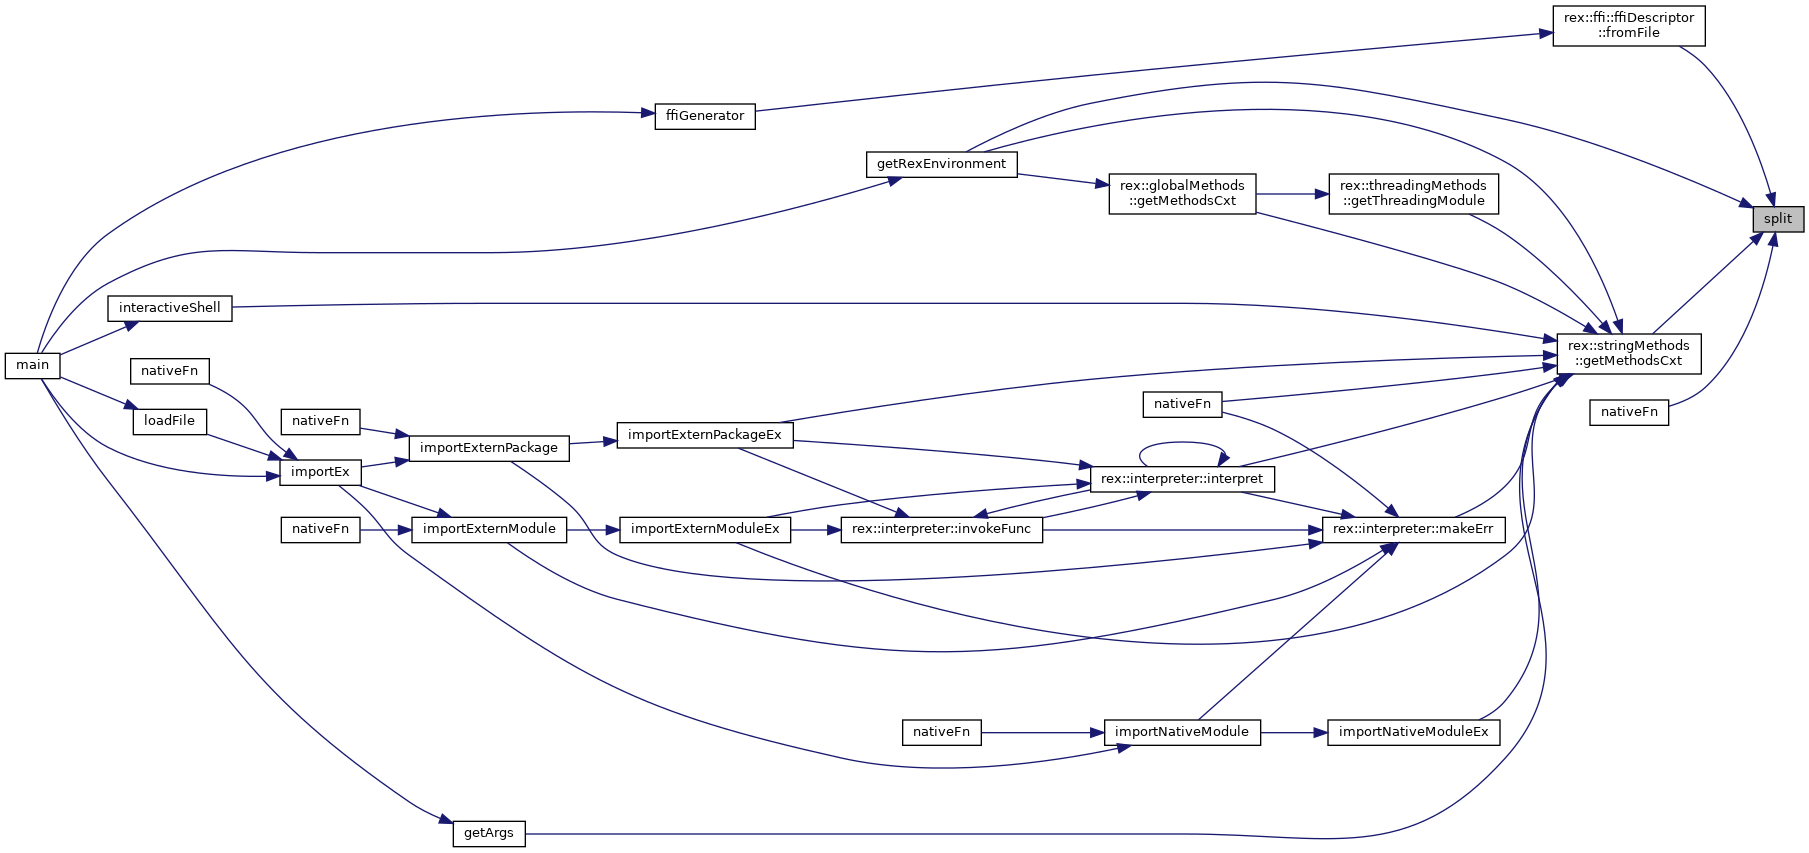 rex::ffi::ffiDescriptor
::fromFile
ffiGenerator
getRexEnvironment
rex::globalMethods
::getMethodsCxt
rex::threadingMethods
::getThreadingModule
split
interactiveShell
main
nativeFn
loadFile
nativeFn
importExternPackage
importExternPackageEx
nativeFn
rex::stringMethods
::getMethodsCxt
nativeFn
importEx
rex::interpreter::interpret
nativeFn
importExternModule
importExternModuleEx
rex::interpreter::invokeFunc
rex::interpreter::makeErr
nativeFn
importNativeModule
importNativeModuleEx
getArgs